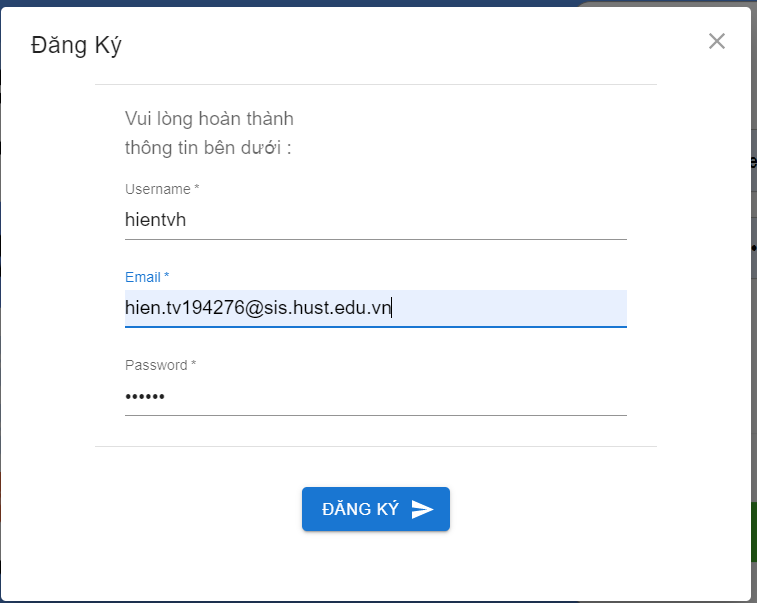 Đăng Ký
Vui lòng hoàn thành
thông tin bên dưới :
Username *
hientvh
Email *
hien.tv194276@sis.hust.edu.vn
Password *
••••••
ĐĂNG KÝ